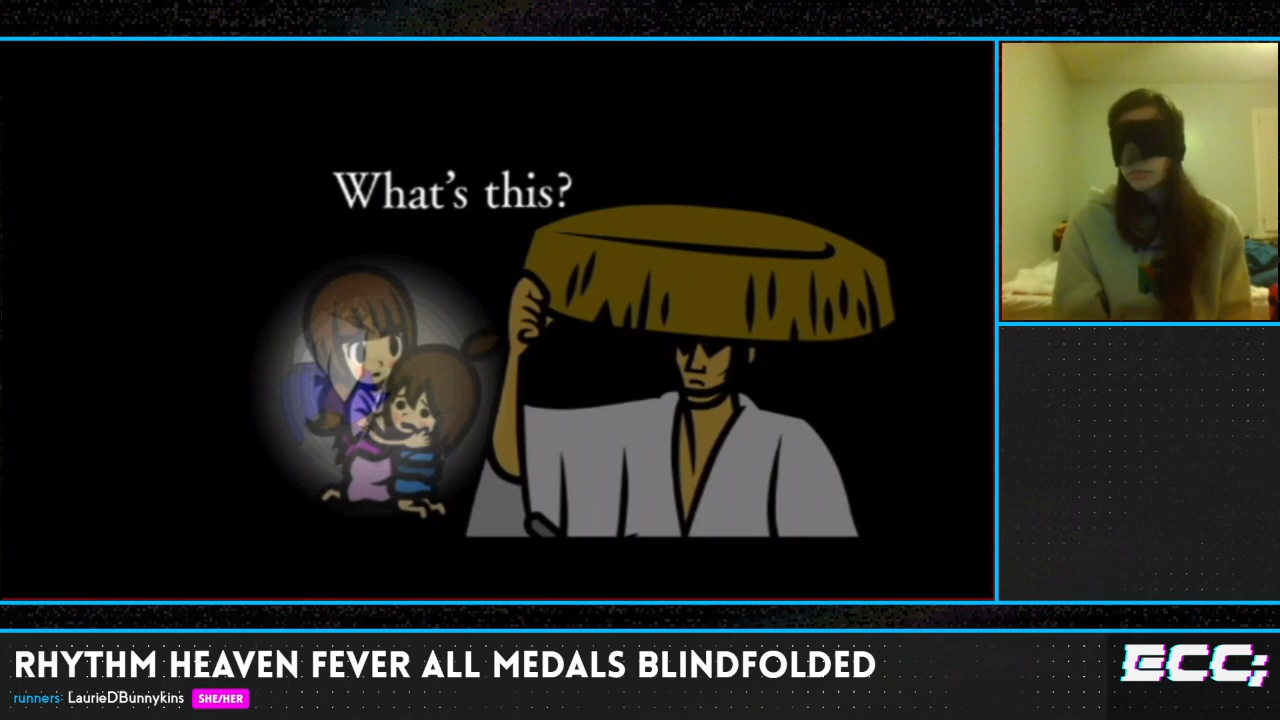 What's this?
RHYTHM HEAVEN FEVER ALL MEDALS BLINDFOLDED
runners: LaurieDBunnykins SHE/HER
ECC;